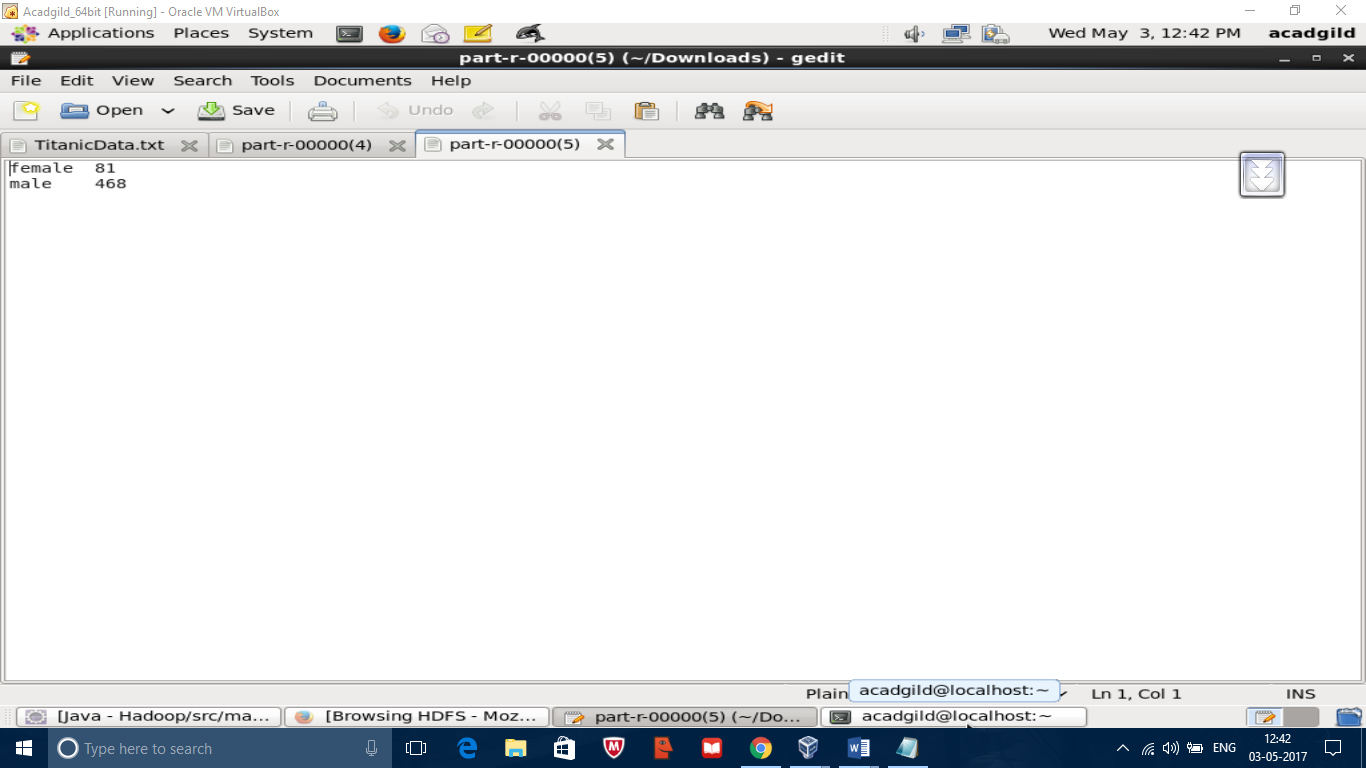 Acadgild_64bit [Running] - Oracle VM VirtualBox
Applications Places System Wed May 3, 12:42 PM acadgild
part-r-00000(5) (~/Downloads) - gedit
File Edit View Search Tools Documents Help
Open Save Undo
TitanicData.txt part-r-00000(4) part-r-00000(5)
female 81
male 468
Plain acadgild@localhost:~ Ln 1, Col 1 INS
[Java - Hadoop/src/ma... [Browsing HDFS - Moz... part-r-00000(5) (~/Do... acadgild@localhost:~
Type here to search ENG 12:42
03-05-2017